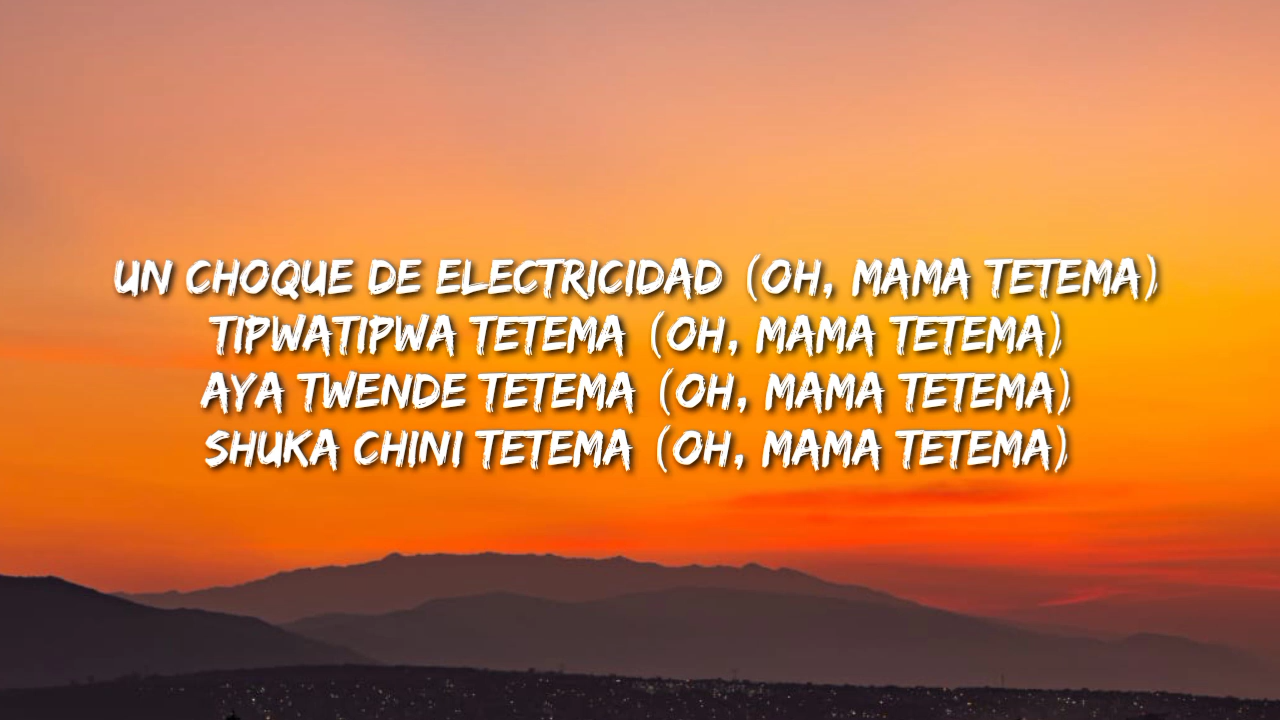 UN CHOQUE DE ELECTRICIDAD (OH, MAMA TETEMA)
TIPWATIPWA TETEMA (OH, MAMA TETEMA)
AYA TWENDE TETEMA (OH, MAMA TETEMA)
SHUKA CHINI TETEMA (OH, MAMA TETEMA)